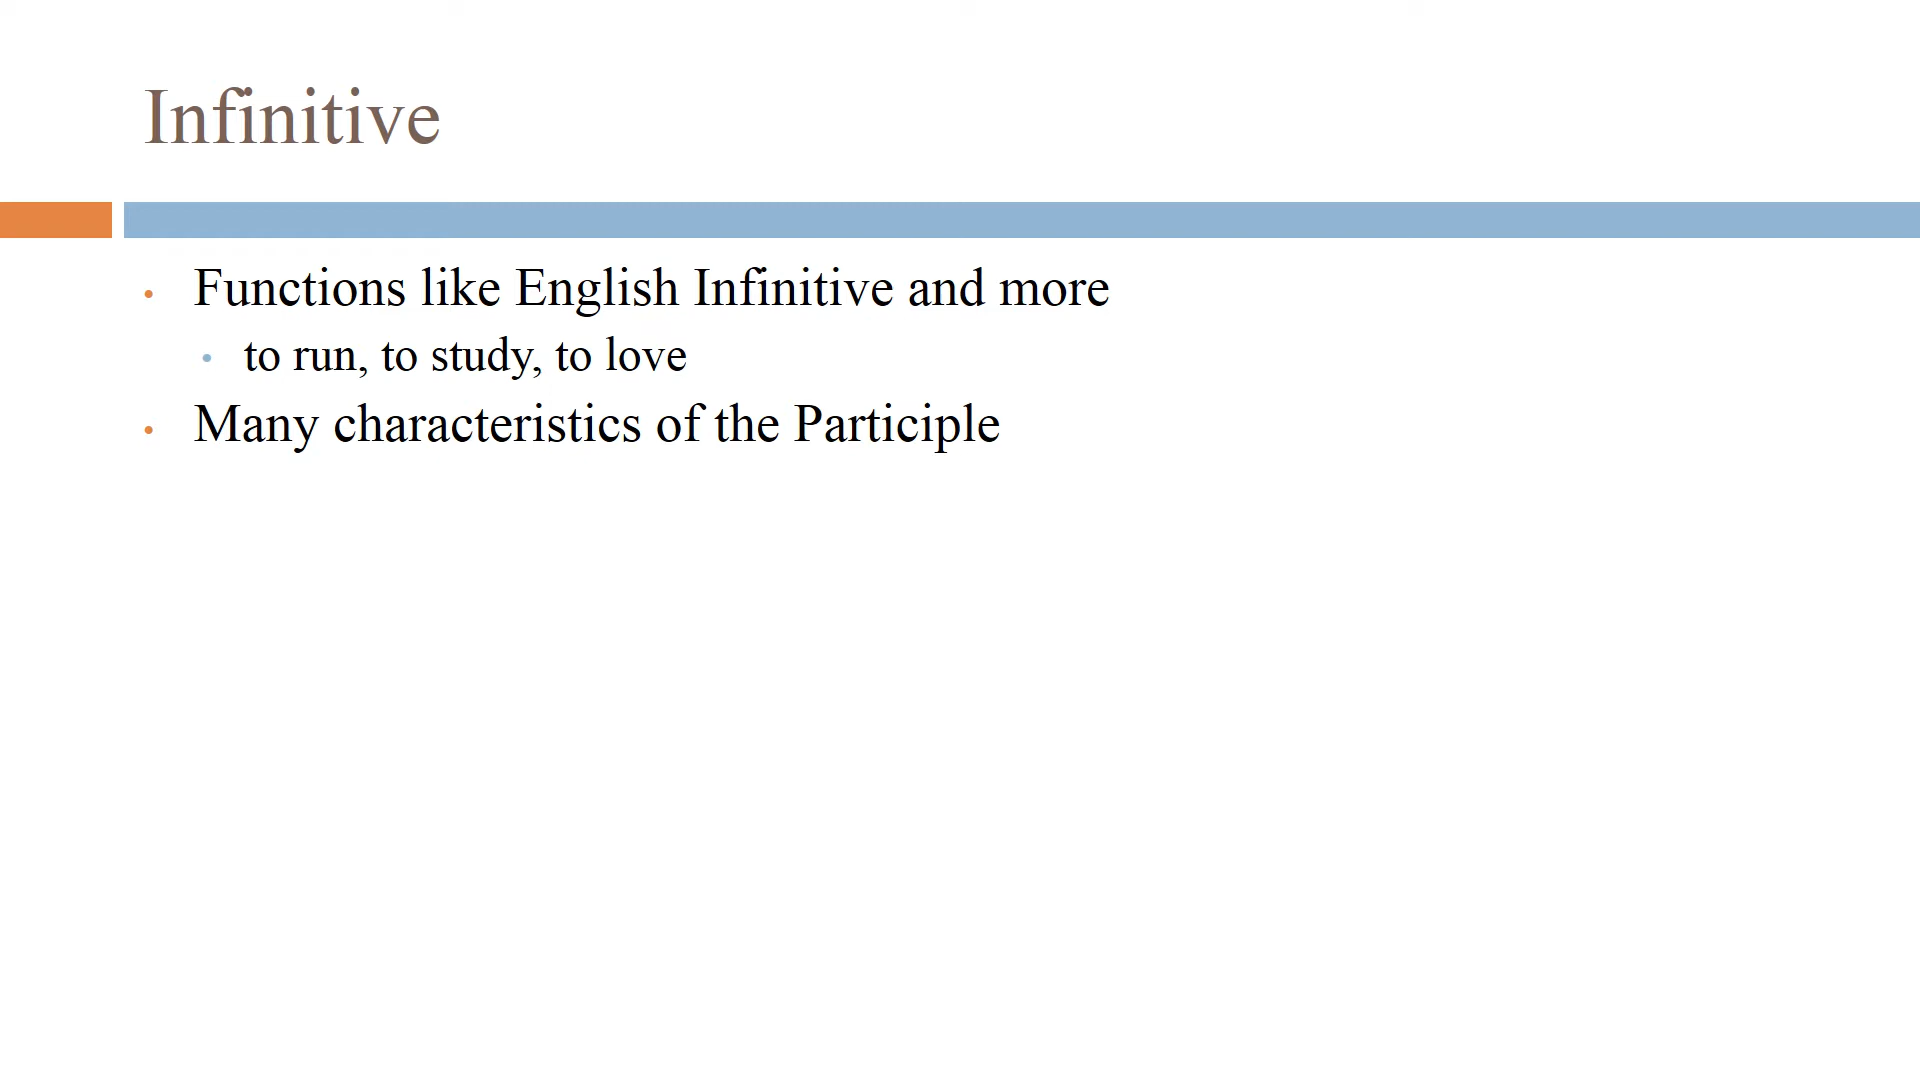 Infinitive
• Functions like English Infinitive and more
• to run, to study, to love
• Many characteristics of the Participle